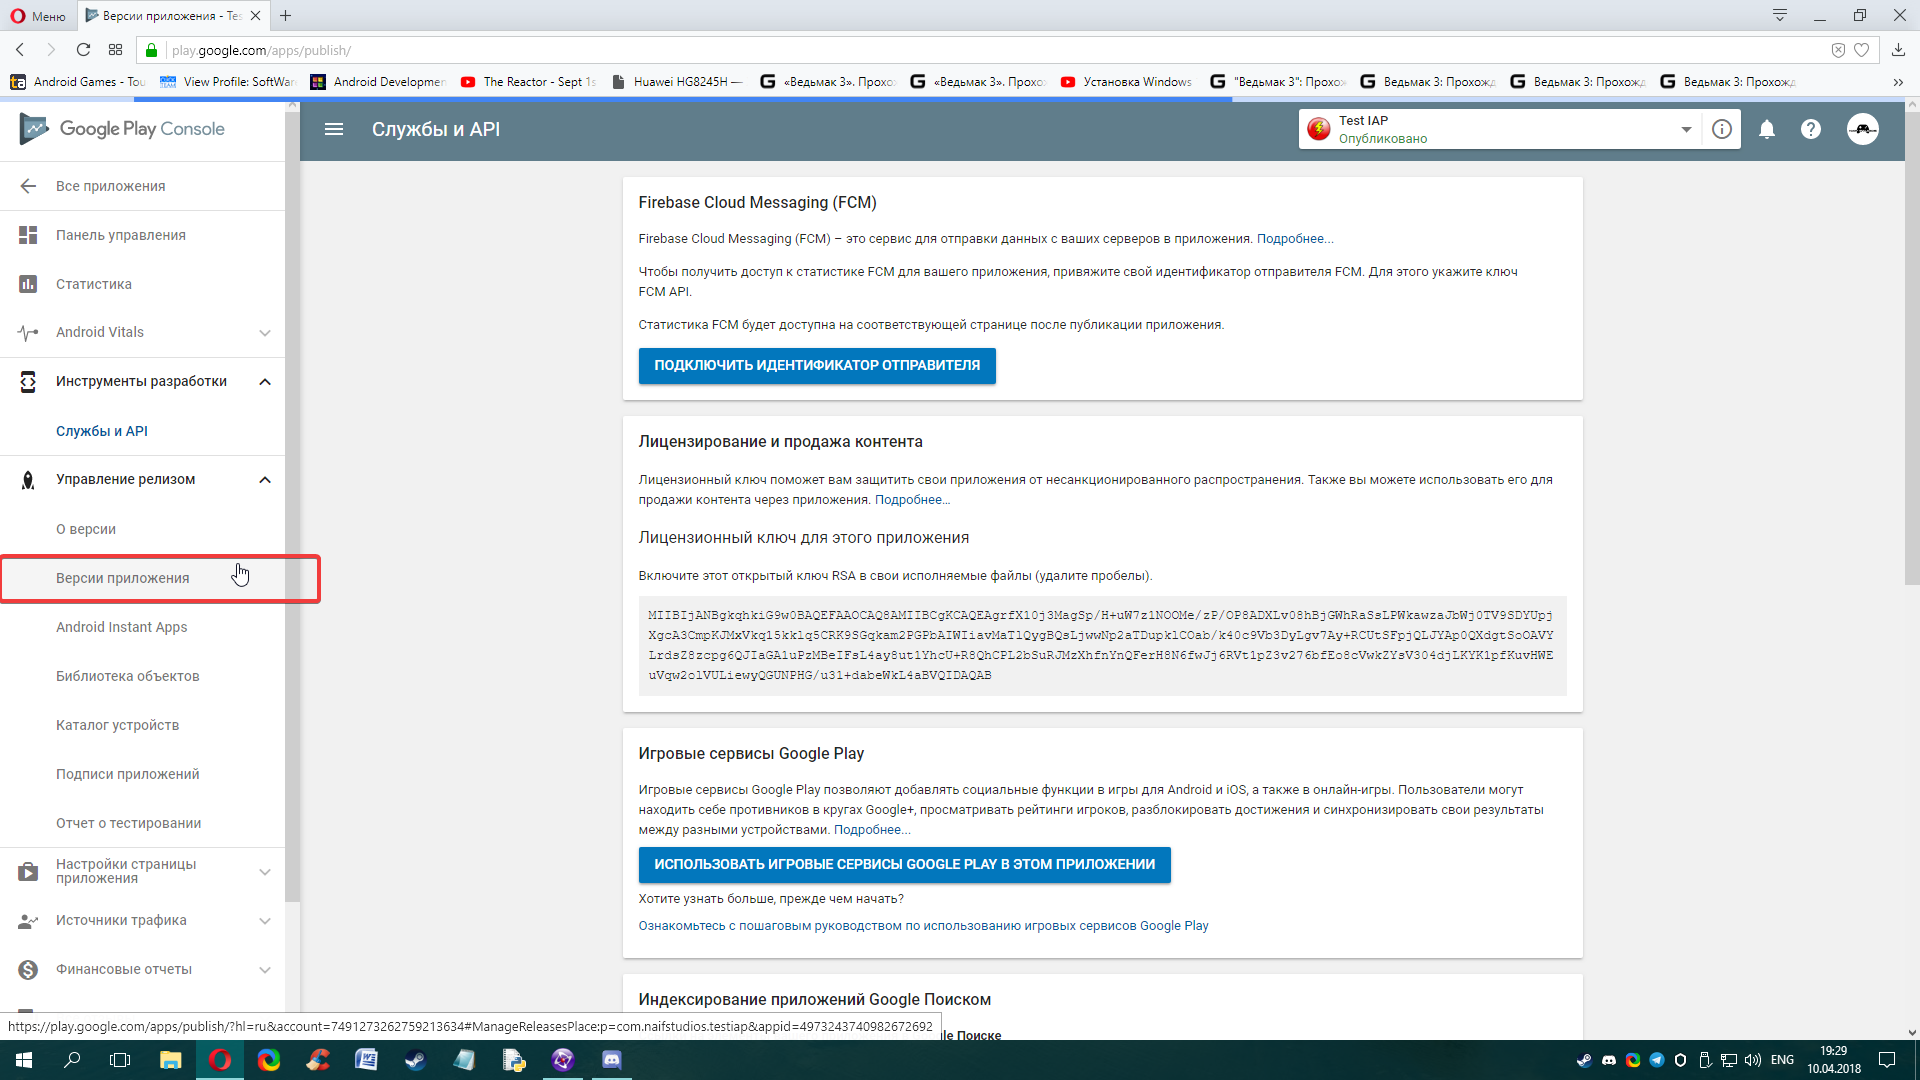 Меню
Версии приложения - Tes
play.google.com/apps/publish/
Android Games - Tou
View Profile: SoftWare
Android Developmen
The Reactor - Sept 1s
Huawei HG8245H —
«Ведьмак 3». Прохо
«Ведьмак 3». Прохо
Установка Windows
"Ведьмак 3": Прохо
Ведьмак 3: Прохожд
Ведьмак 3: Прохожд
Ведьмак 3: Прохожд
Google Play Console
Службы и API
Test IAP
Опубликовано
Все приложения
Панель управления
Статистика
Android Vitals
Инструменты разработки
Службы и API
Управление релизом
О версии
Версии приложения
Android Instant Apps
Библиотека объектов
Каталог устройств
Подписи приложений
Отчет о тестировании
Настройки страницы
приложения
Источники трафика
Финансовые отчеты
Firebase Cloud Messaging (FCM)
Firebase Cloud Messaging (FCM) – это сервис для отправки данных с ваших серверов в приложения. Подробнее...
Чтобы получить доступ к статистике FCM для вашего приложения, привяжите свой идентификатор отправителя FCM. Для этого укажите ключ
FCM API.
Статистика FCM будет доступна на соответствующей странице после публикации приложения.
ПОДКЛЮЧИТЬ ИДЕНТИФИКАТОР ОТПРАВИТЕЛЯ
Лицензирование и продажа контента
Лицензионный ключ поможет вам защитить свои приложения от несанкционированного распространения. Также вы можете использовать его для
продажи контента через приложения. Подробнее...
Лицензионный ключ для этого приложения
Включите этот открытый ключ RSA в свои исполняемые файлы (удалите пробелы).
MIIBIjANBgkqhkiG9w0BAQEFAAOCAQ8AMIIBCgKCAQEAgrfX10j3MagSp/H+uW7z1NOOMe/zP/OP8ADXLv08hBjGWhRaSsLPWkawzaJbWj0TV9SDYUpj
XgcA3CmpKJMxVkq15kklq5CRK9SGqkam2PGPbAIWIiavMaTlQygBQsLjwwNp2aTDupklCOab/k40c9Vb3DyLgv7Ay+RCUtSFpjQLJYAp0QXdgtSoOAVY
LrdsZ8zcpg6QJIaGA1uPzMBeIFsL4ay8ut1YhcU+R8QhCPL2bSuRJMzXhfnYnQFerH8N6fwJj6RVt1pZ3v276bfEo8cVwkZYsV304djLKYK1pfKuvHWE
uVqw2olVULiewyQGUNPHG/u31+dabeWkL4aBVQIDAQAB
Игровые сервисы Google Play
Игровые сервисы Google Play позволяют добавлять социальные функции в игры для Android и iOS, а также в онлайн-игры. Пользователи могут
находить себе противников в кругах Google+, просматривать рейтинги игроков, разблокировать достижения и синхронизировать свои результаты
между разными устройствами. Подробнее...
ИСПОЛЬЗОВАТЬ ИГРОВЫЕ СЕРВИСЫ GOOGLE PLAY В ЭТОМ ПРИЛОЖЕНИИ
Хотите узнать больше, прежде чем начать?
Ознакомьтесь с пошаговым руководством по использованию игровых сервисов Google Play
Индексирование приложений Google Поиском
le Поиске
https://play.google.com/apps/publish/?hl=ru&account=7491273262759213634#ManageReleasesPlace:p=com.naifstudios.testiap&appid=4973243740982672692
ENG
19:29
10.04.2018